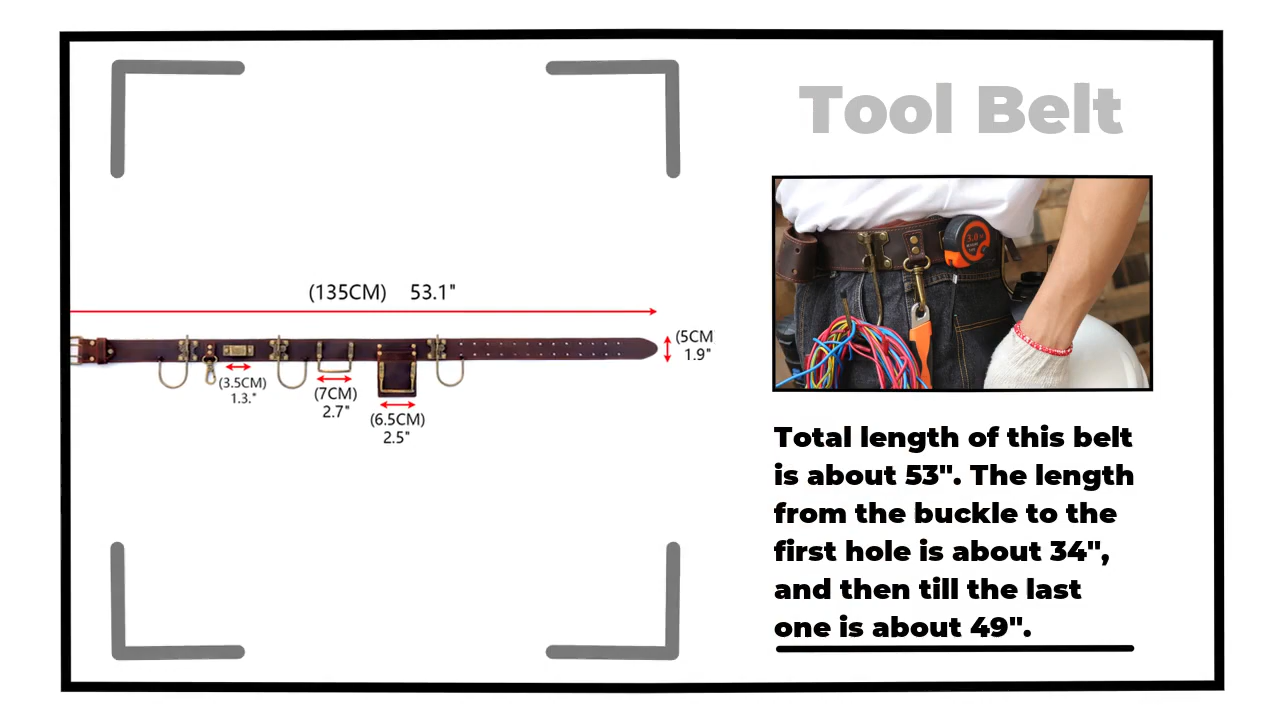 Tool Belt
(135CM) 53.1"
(5CM
1.9"
(3.5CM)
1.3."
(7CM)
2.7"
(6.5CM)
2.5"
3.0
Total length of this belt
is about 53". The length
from the buckle to the
first hole is about 34",
and then till the last
one is about 49".